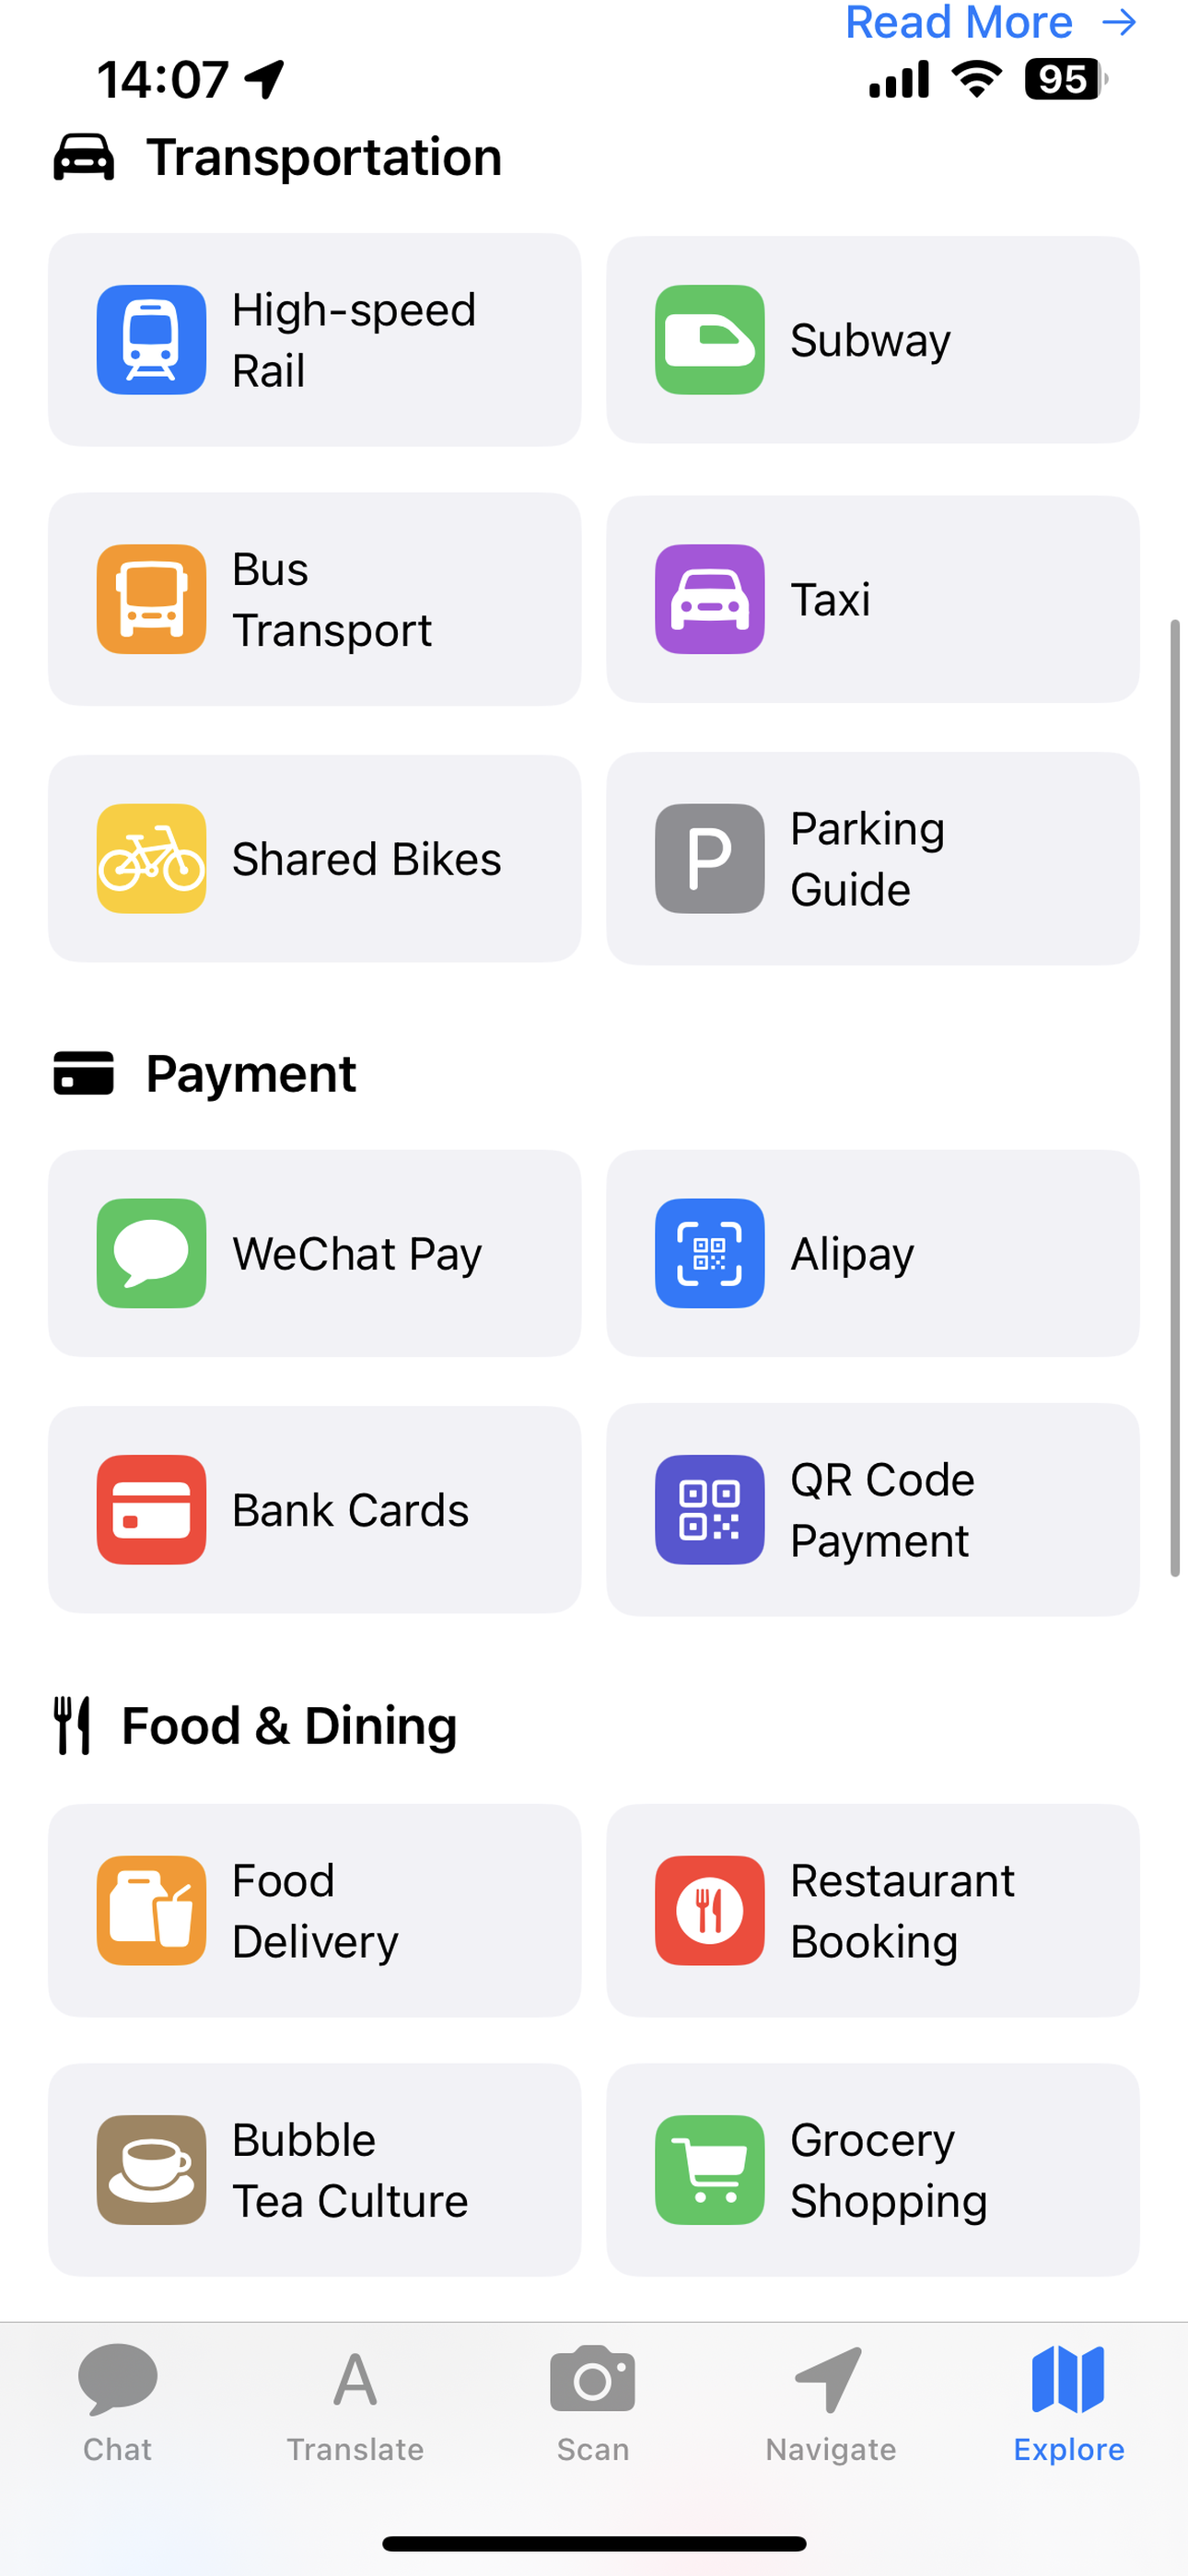 Read More →
14:07
95
Transportation
High-speed
Rail
Subway
Bus
Transport
Taxi
Shared Bikes
P
Parking
Guide
Payment
WeChat Pay
Alipay
Bank Cards
QR Code
Payment
Food & Dining
Food
Delivery
Restaurant
Booking
Bubble
Tea Culture
Grocery
Shopping
A
Chat
Translate
Scan
Navigate
Explore